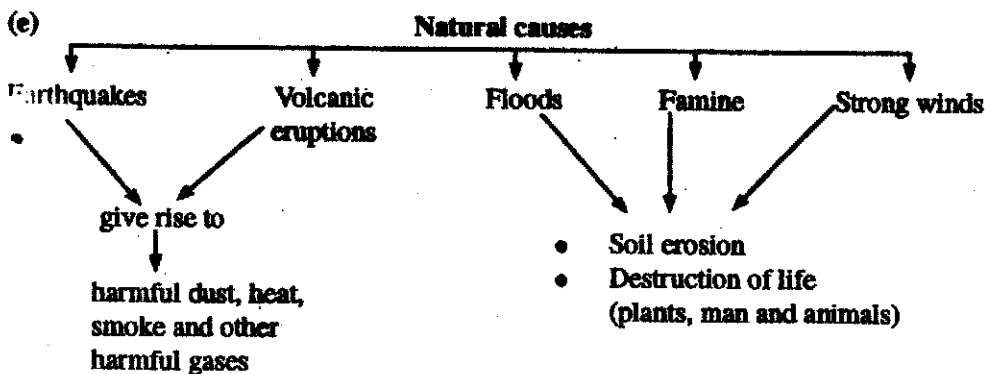 (e)
Natural causes
Earthquakes
Volcanic
eruptions
Floods
Famine
Strong winds
•
give rise to
harmful dust, heat,
smoke and other
harmful gases
• Soil erosion
• Destruction of life
(plants, man and animals)